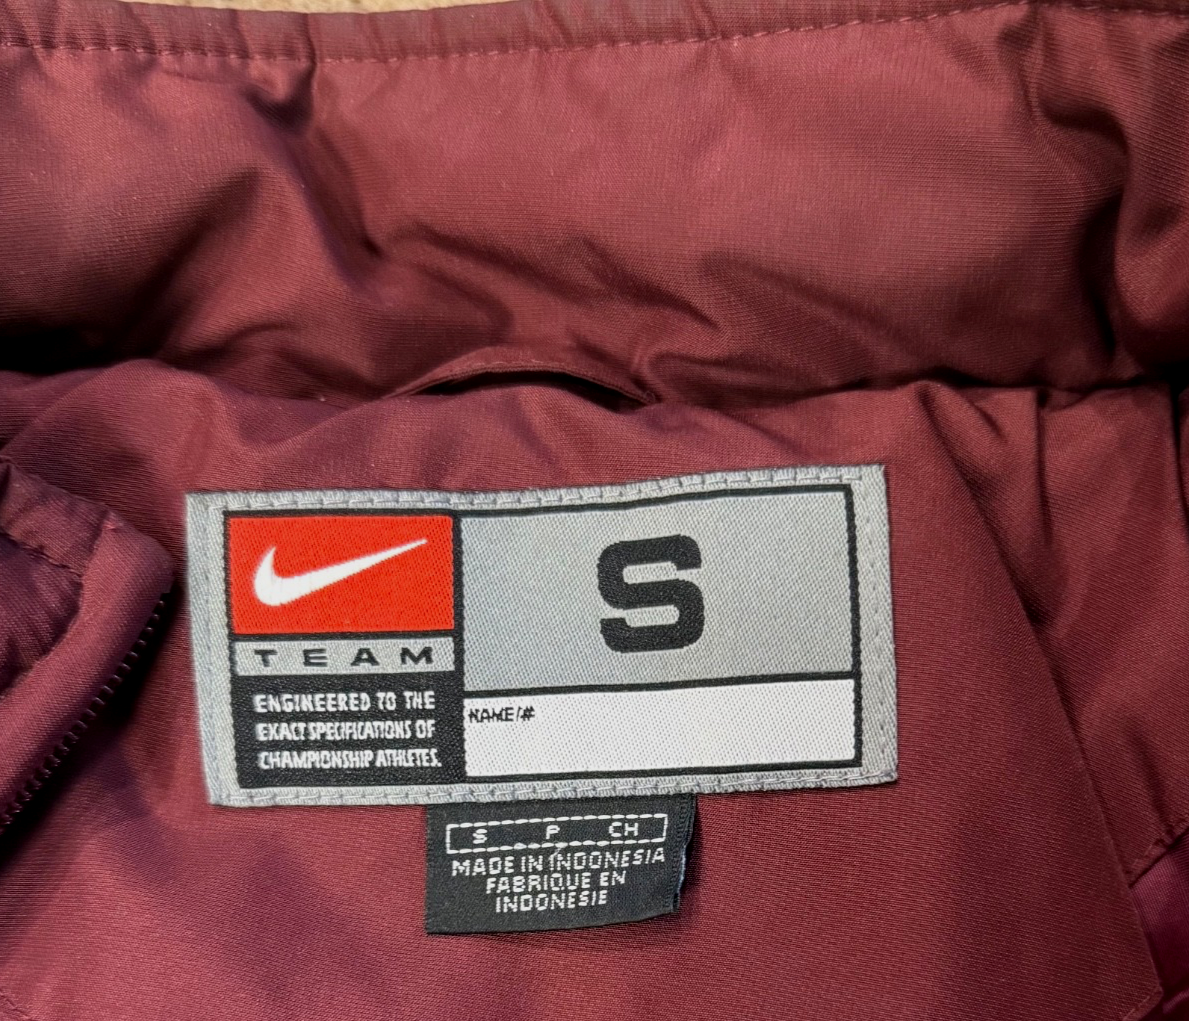 TEAM
ENGINEERED TO THE
EXACT SPECIFICATIONS OF
CHAMPIONSHIP ATHLETES.
S
NAME/#
S P CH
MADE IN INDONESIA
FABRIQUE EN
INDONESIE